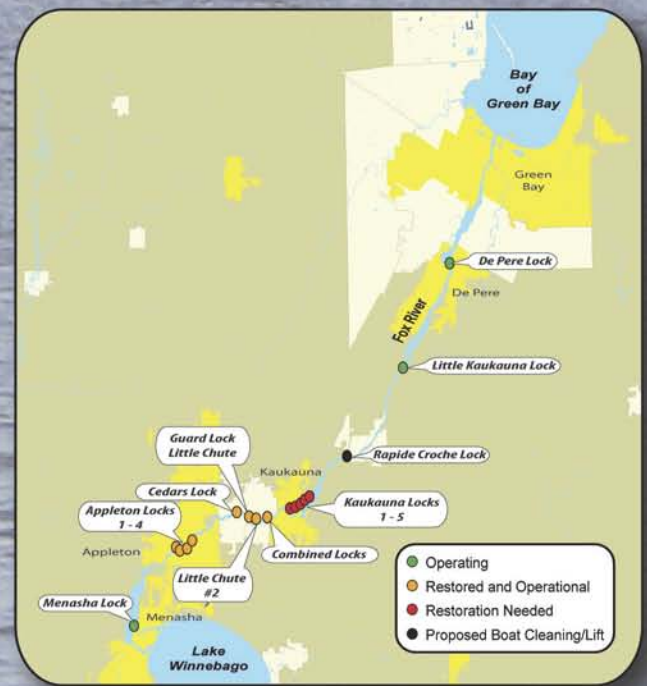 Bay
of
Green Bay
Green
Bay
De Pere Lock
De Pere
Fox River
Little Kaukauna Lock
Rapide Croche Lock
Guard Lock
Little Chute
Kaukauna
Cedars Lock
Kaukauna Locks
1 - 5
Appleton Locks
1 - 4
Appleton
Combined Locks
Little Chute
#2
Menasha Lock
Menasha
Lake
Winnebago
Operating
Restored and Operational
Restoration Needed
Proposed Boat Cleaning/Lift